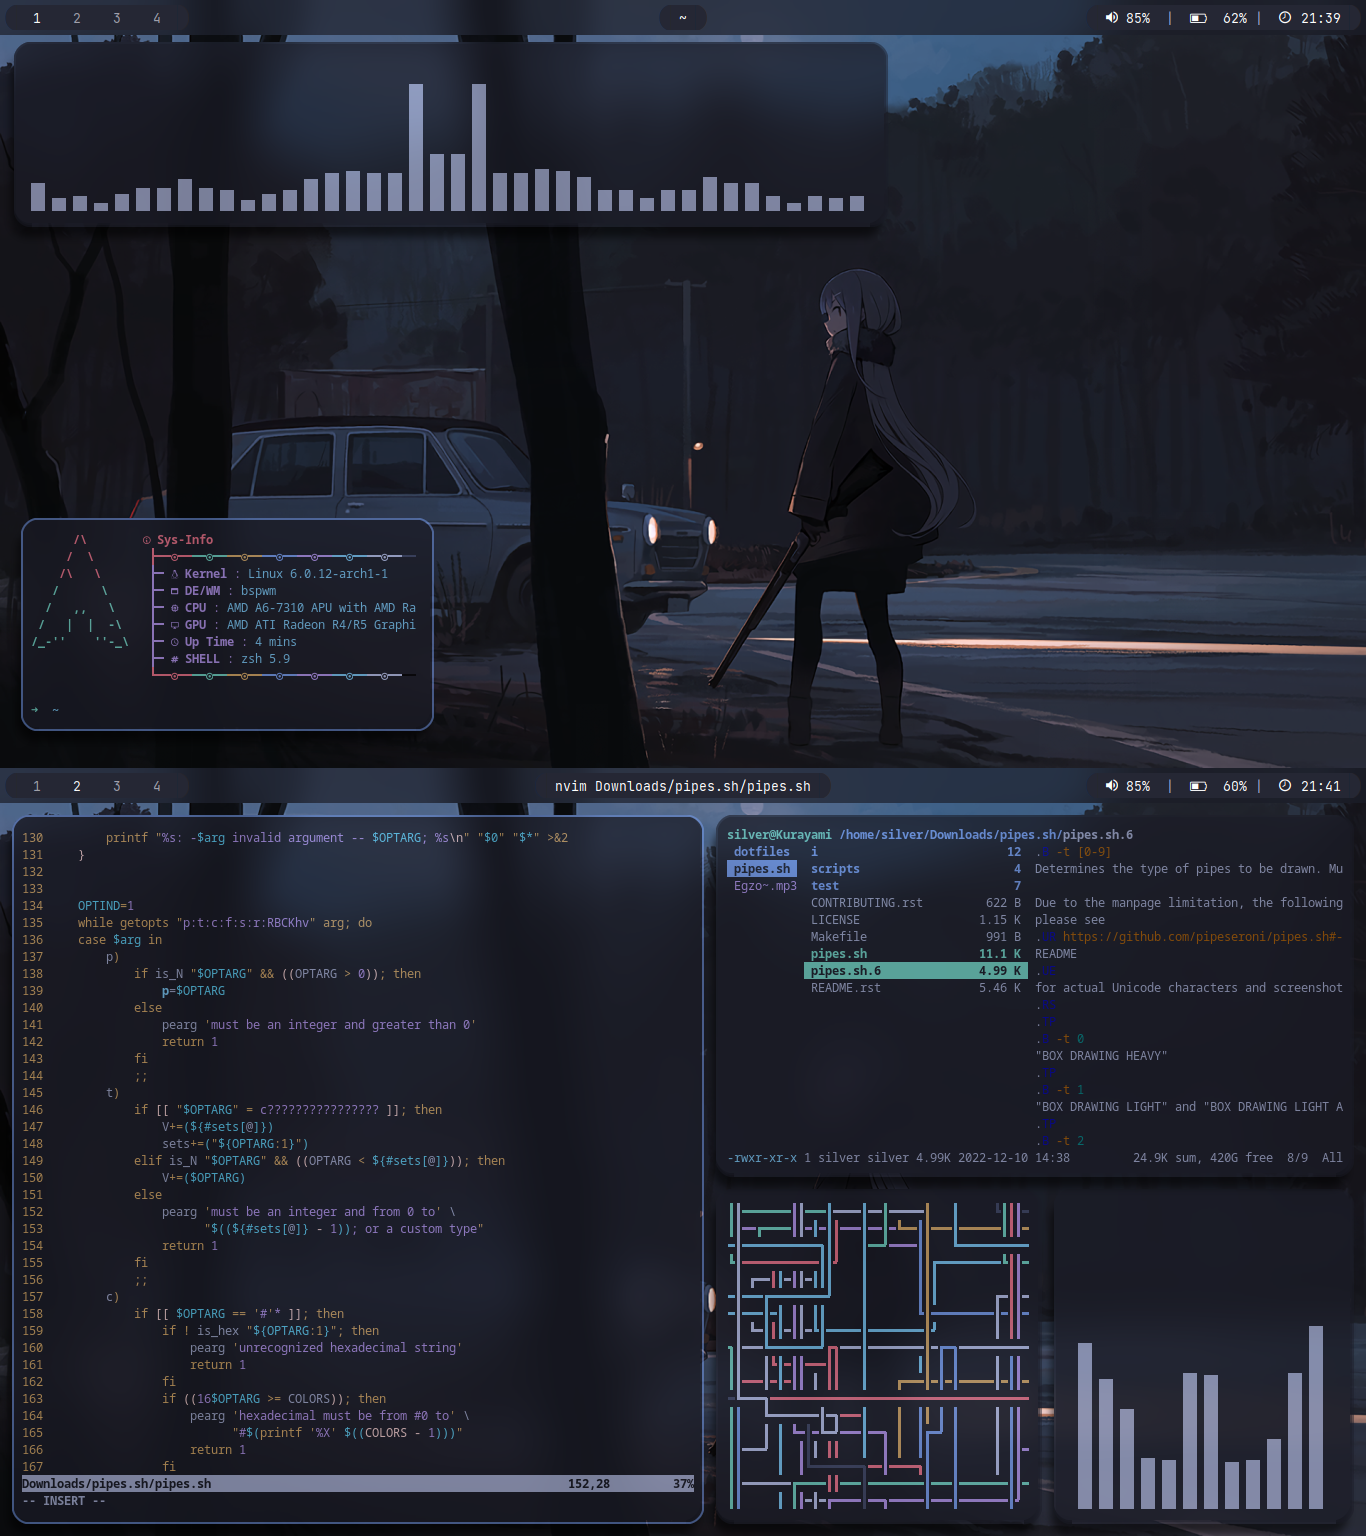 1 2 3 4 ~ 85% | 62% | 21:39
/\
/  \
/\   \
/      \
/   ,,   \
/   |  |  -\
/_-''    ''-_\
Sys-Info
Kernel : Linux 6.0.12-arch1-1
DE/WM : bspwm
CPU : AMD A6-7310 APU with AMD Ra
GPU : AMD ATI Radeon R4/R5 Graphi
Up Time : 4 mins
# SHELL : zsh 5.9
→ ~
1 2 3 4 nvim Downloads/pipes.sh/pipes.sh 85% | 60% | 21:41
130         printf "%s: -$arg invalid argument -- $OPTARG; %s\n" "$0" "$*" >&2
131     }
132
133
134     OPTIND=1
135     while getopts "p:t:c:f:s:r:RBCKhv" arg; do
136     case $arg in
137         p)
138             if is_N "$OPTARG" && ((OPTARG > 0)); then
139                 p=$OPTARG
140             else
141                 pearg 'must be an integer and greater than 0'
142                 return 1
143             fi
144             ;;
145         t)
146             if [[ "$OPTARG" = c???????????????? ]]; then
147                 V+=(${#sets[@]})
148                 sets+=("${OPTARG:1}")
149             elif is_N "$OPTARG" && ((OPTARG < ${#sets[@]})); then
150                 V+=($OPTARG)
151             else
152                 pearg 'must be an integer and from 0 to' \
153                       "$((${#sets[@]} - 1)); or a custom type"
154                 return 1
155             fi
156             ;;
157         c)
158             if [[ $OPTARG == '#'* ]]; then
159                 if ! is_hex "${OPTARG:1}"; then
160                     pearg 'unrecognized hexadecimal string'
161                     return 1
162                 fi
163                 if ((16$OPTARG >= COLORS)); then
164                     pearg 'hexadecimal must be from #0 to' \
165                           "#$(printf '%X' $((COLORS - 1)))"
166                     return 1
167                 fi
Downloads/pipes.sh/pipes.sh 152,28 37%
-- INSERT --
silver@Kurayami /home/silver/Downloads/pipes.sh/pipes.sh.6
dotfiles
pipes.sh
Egzo~.mp3
i 12
scripts 4
test 7
CONTRIBUTING.rst 622 B
LICENSE 1.15 K
Makefile 991 B
pipes.sh 11.1 K
pipes.sh.6 4.99 K
README.rst 5.46 K
-t [0-9]
Determines the type of pipes to be drawn. Mu
Due to the manpage limitation, the following
please see
https://github.com/pipeseroni/pipes.sh#-
README
for actual Unicode characters and screenshot
-t 0
"BOX DRAWING HEAVY"
-t 1
"BOX DRAWING LIGHT" and "BOX DRAWING LIGHT A
-t 2
-rwxr-xr-x 1 silver silver 4.99K 2022-12-10 14:38 24.9K sum, 420G free 8/9 All